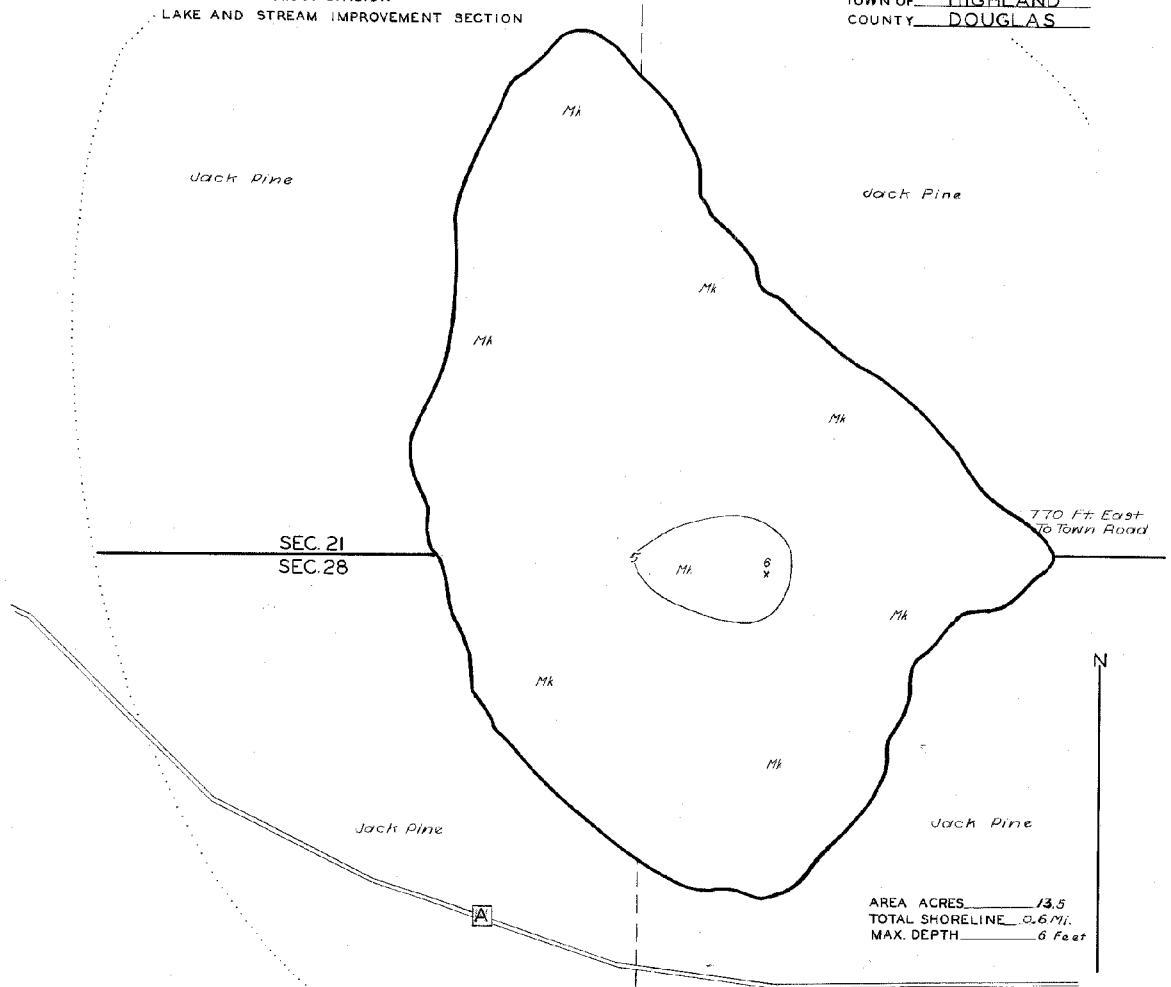 LAKE AND STREAM IMPROVEMENT SECTION
TOWN OF HIGHLAND
COUNTY DOUGLAS
Mk
Jack Pine
Jack Pine
Mk
Mk
Mk
770 Ft. East
To Town Road
SEC. 21
SEC. 28
5
Mk
6
x
Mk
N
Mk
Mk
Jack Pine
Jack Pine
A
AREA ACRES 13.5
TOTAL SHORELINE 0.6 Mi.
MAX. DEPTH 6 Feet